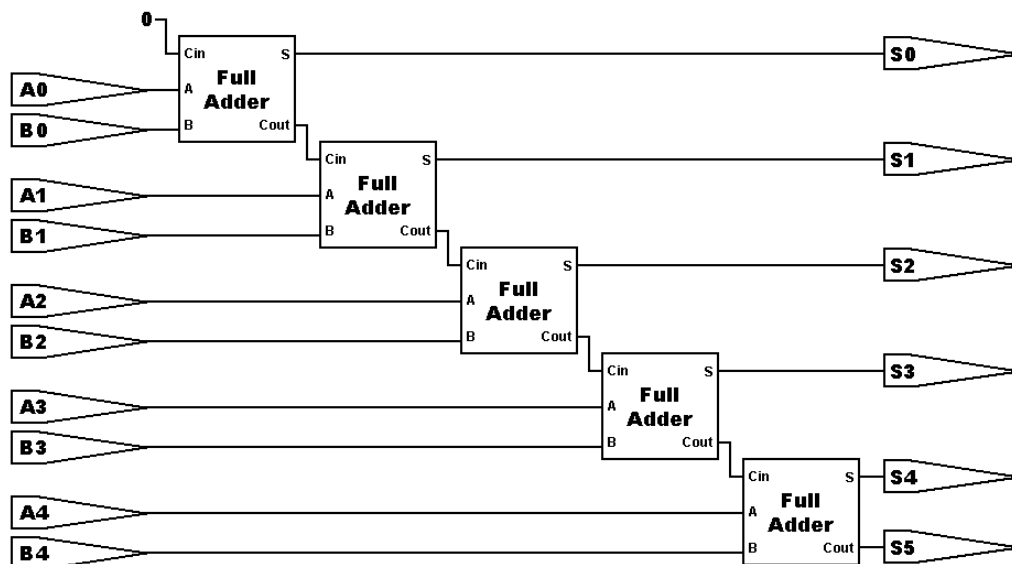 0
Cin S
Full
Adder
A0
A
B0
B
Cout
S0
Cin S
Full
Adder
A1
A
B1
B
Cout
S1
Cin S
Full
Adder
A2
A
B2
B
Cout
S2
Cin S
Full
Adder
A3
A
B3
B
Cout
S3
Cin S
Full
Adder
A4
A
B4
B
Cout
S4
S5